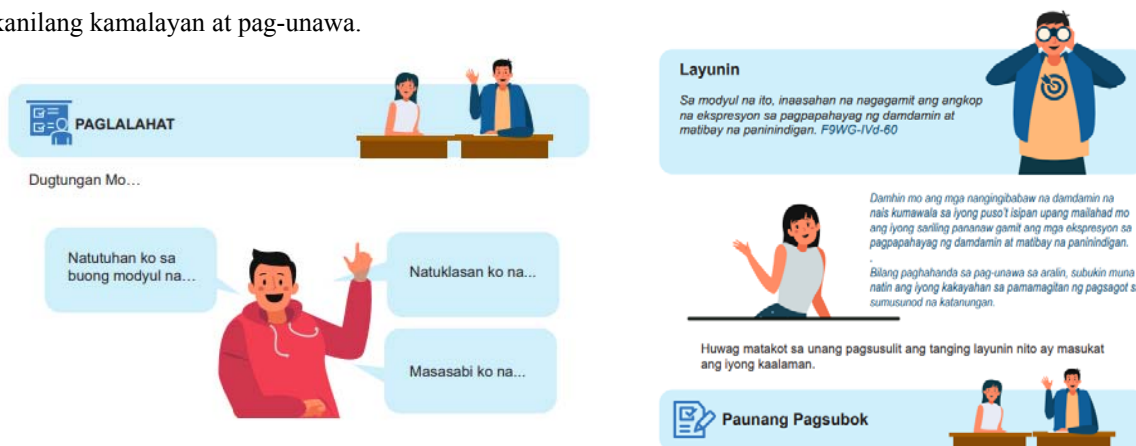 kanilang kamalayan at pag-unawa.
PAGLALAHAT
Dugtungan Mo…
Natutuhan ko sa
buong modyul na…
Natuklasan ko na...
Masasabi ko na...
Layunin
Sa modyul na ito, inaasahan na nagagamit ang angkop
na ekspresyon sa pagpapahayag ng damdamin at
matibay na paninindigan. F9WG-IVd-60
Damhin mo ang mga nangingibabaw na damdamin na
nais kumawala sa iyong puso't isipan upang mailahad mo
ang iyong sariling pananaw gamit ang mga ekspresyon sa
pagpapahayag ng damdamin at matibay na paninindigan.
.
Bilang paghahanda sa pag-unawa sa aralin, subukin muna
natin ang iyong kakayahan sa pamamagitan ng pagsagot s
sumusunod na katanungan.
Huwag matakot sa unang pagsusulit ang tanging layunin nito ay masukat
ang iyong kaalaman.
Paunang Pagsubok